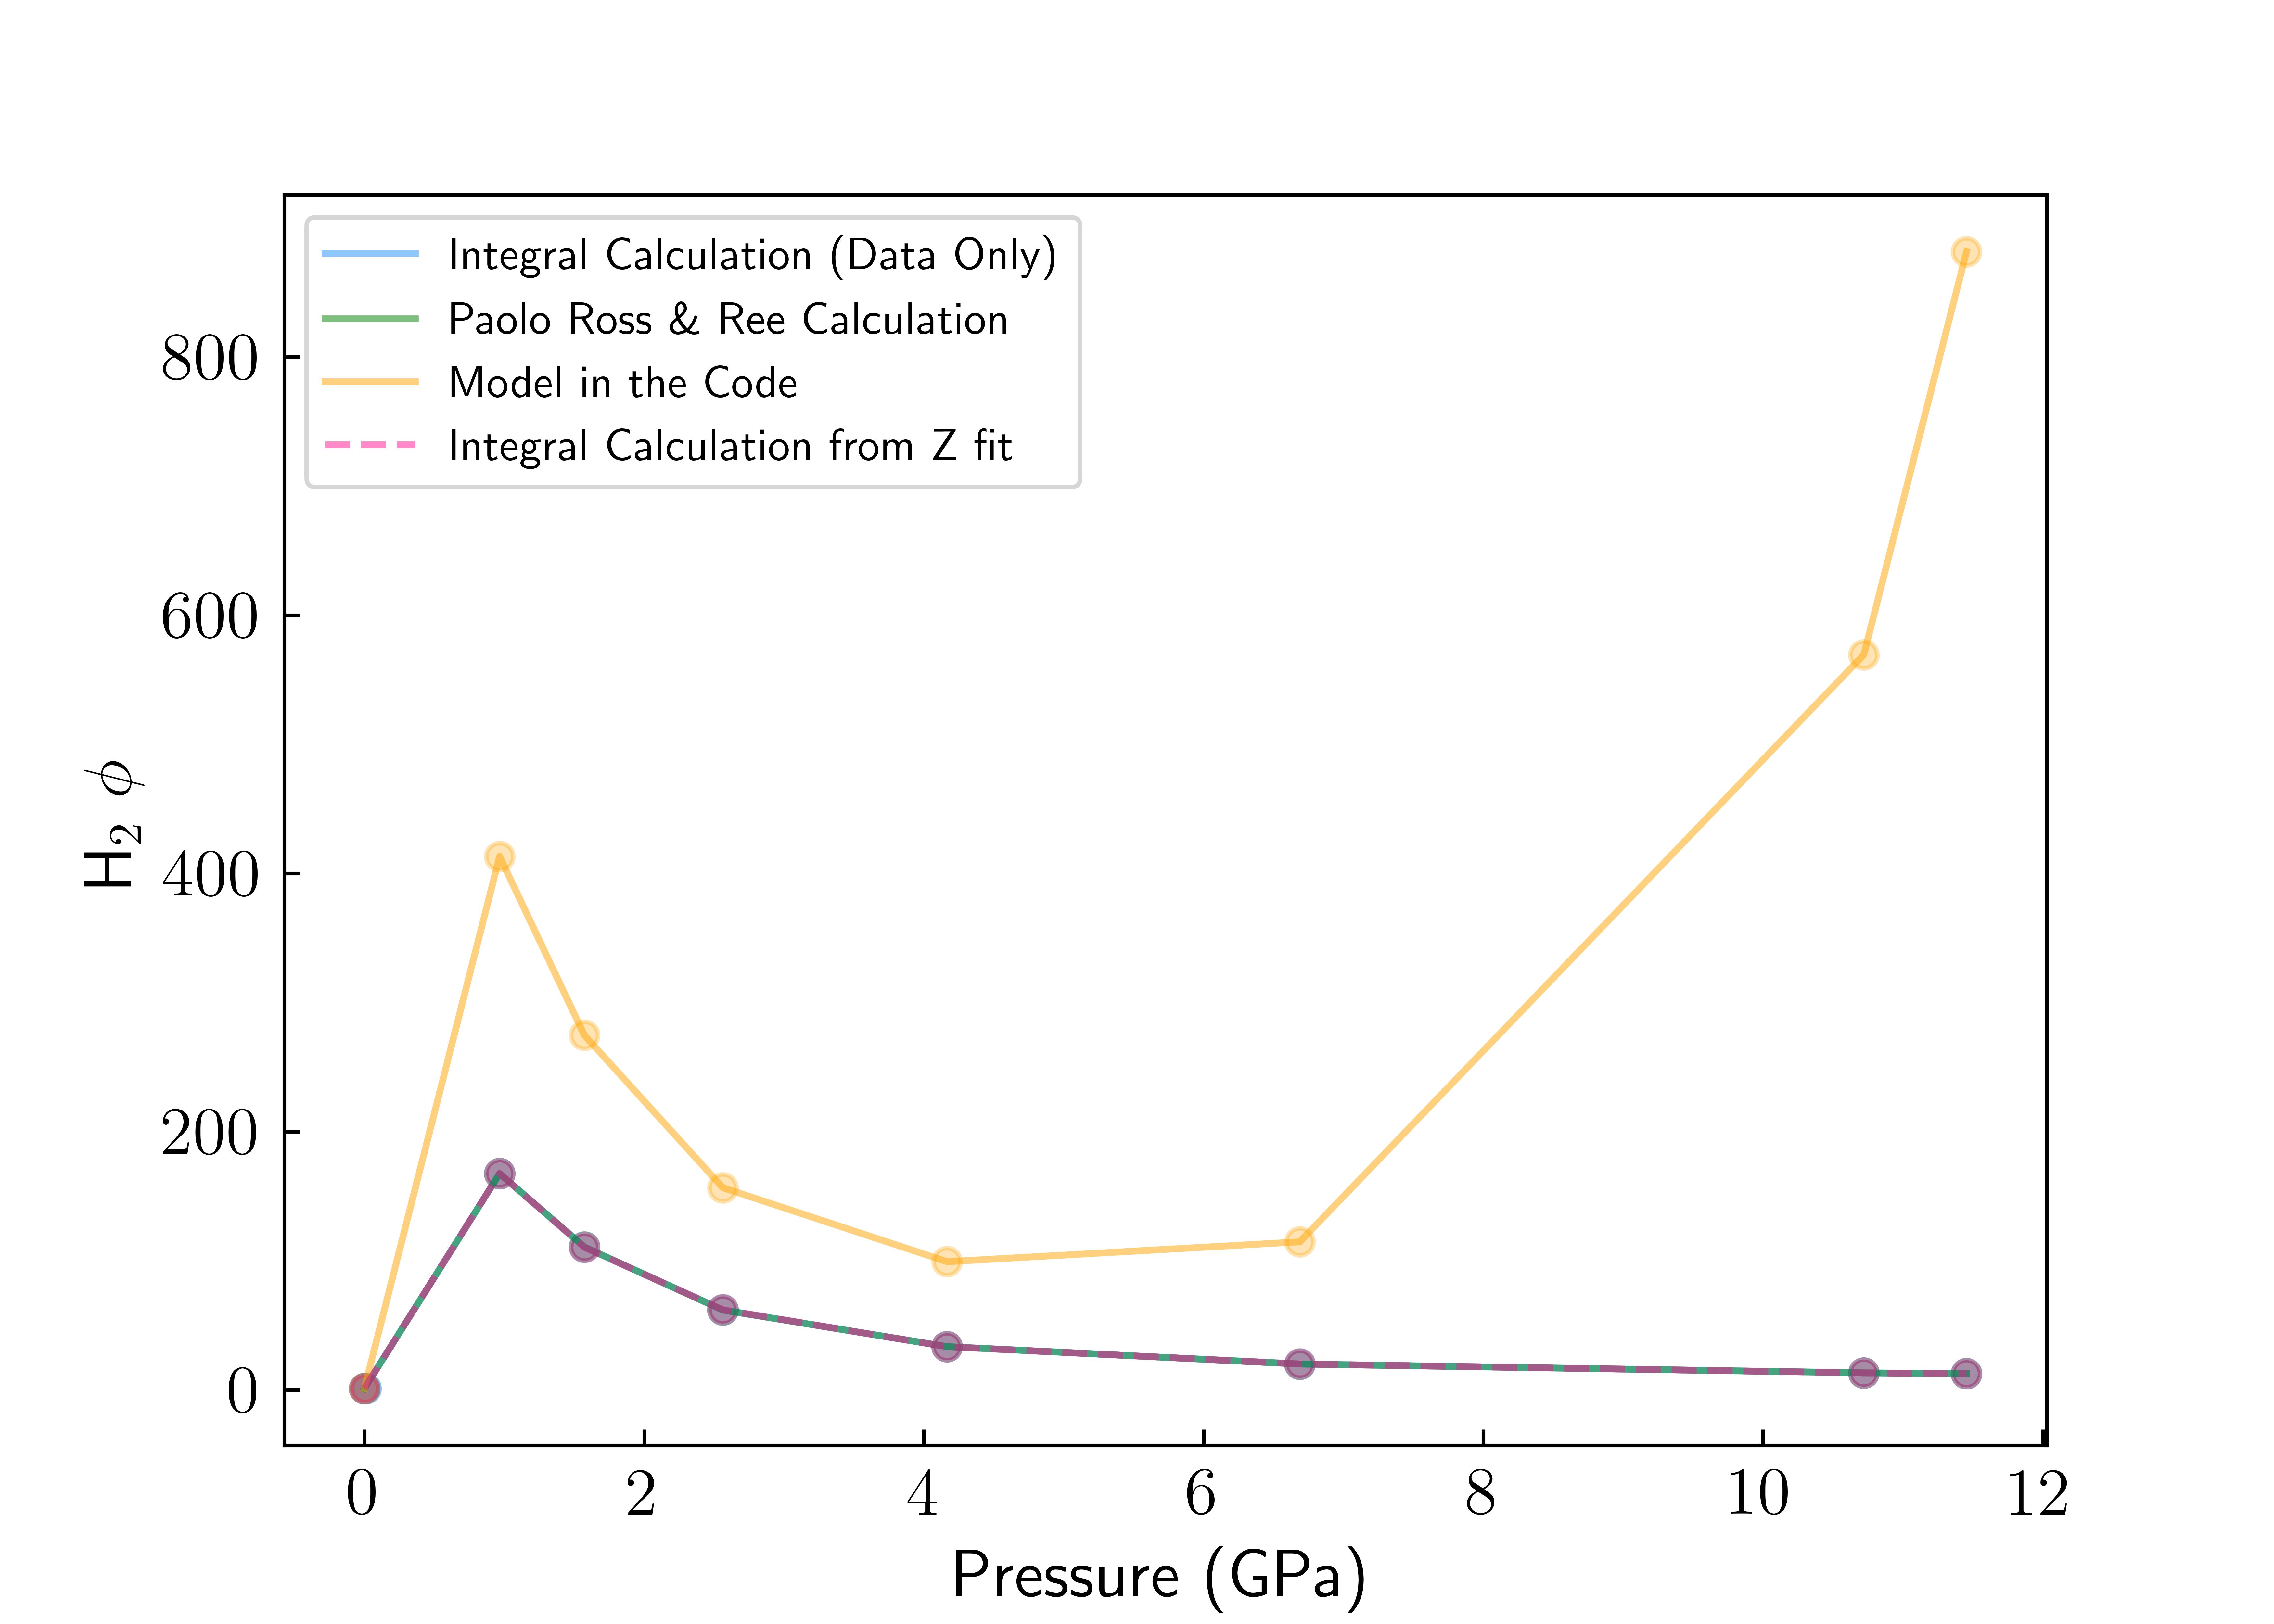 Integral Calculation (Data Only)
Paolo Ross & Ree Calculation
Model in the Code
Integral Calculation from Z fit
800
600
400
200
0
H₂ ϕ
0 2 4 6 8 10 12
Pressure (GPa)